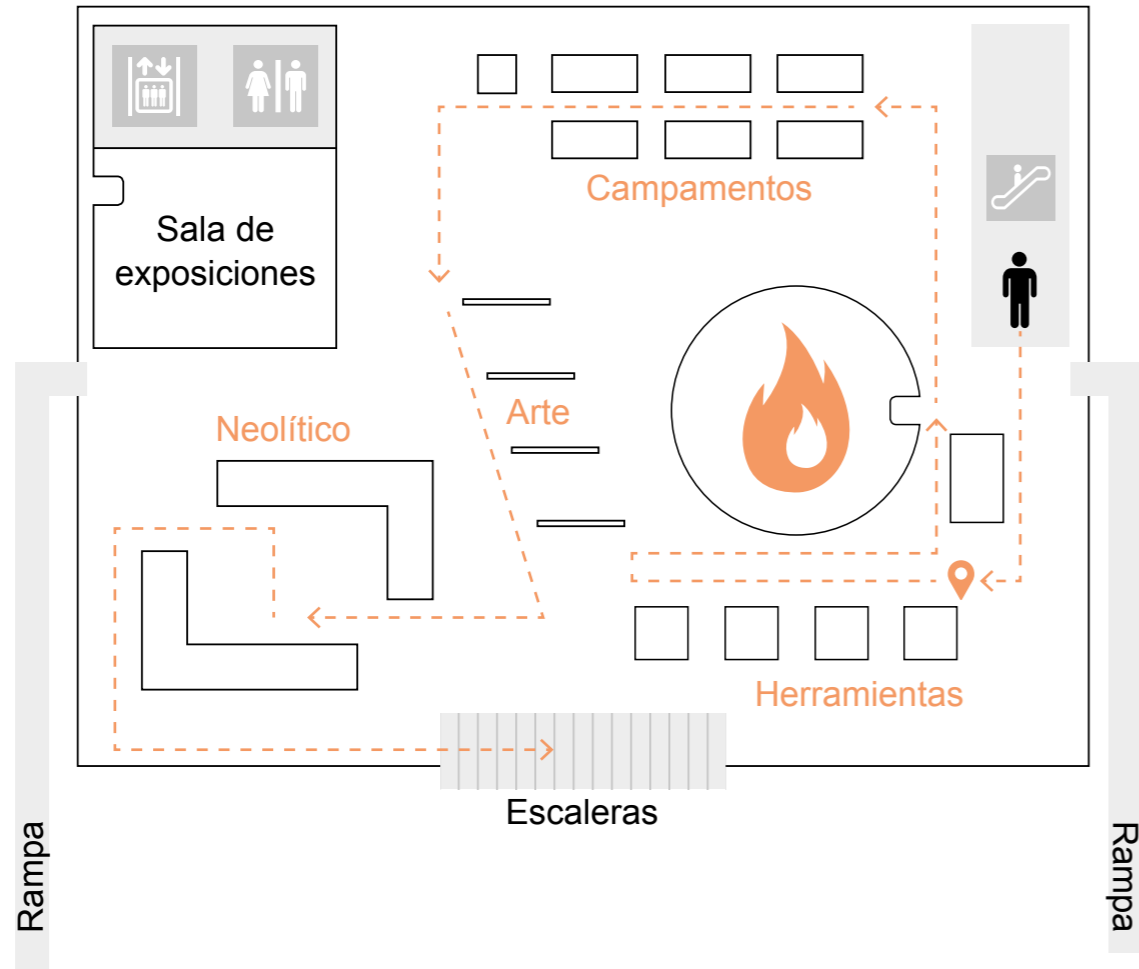 Campamentos
Sala de
exposiciones
Arte
Neolítico
Herramientas
Escaleras
Rampa
Rampa